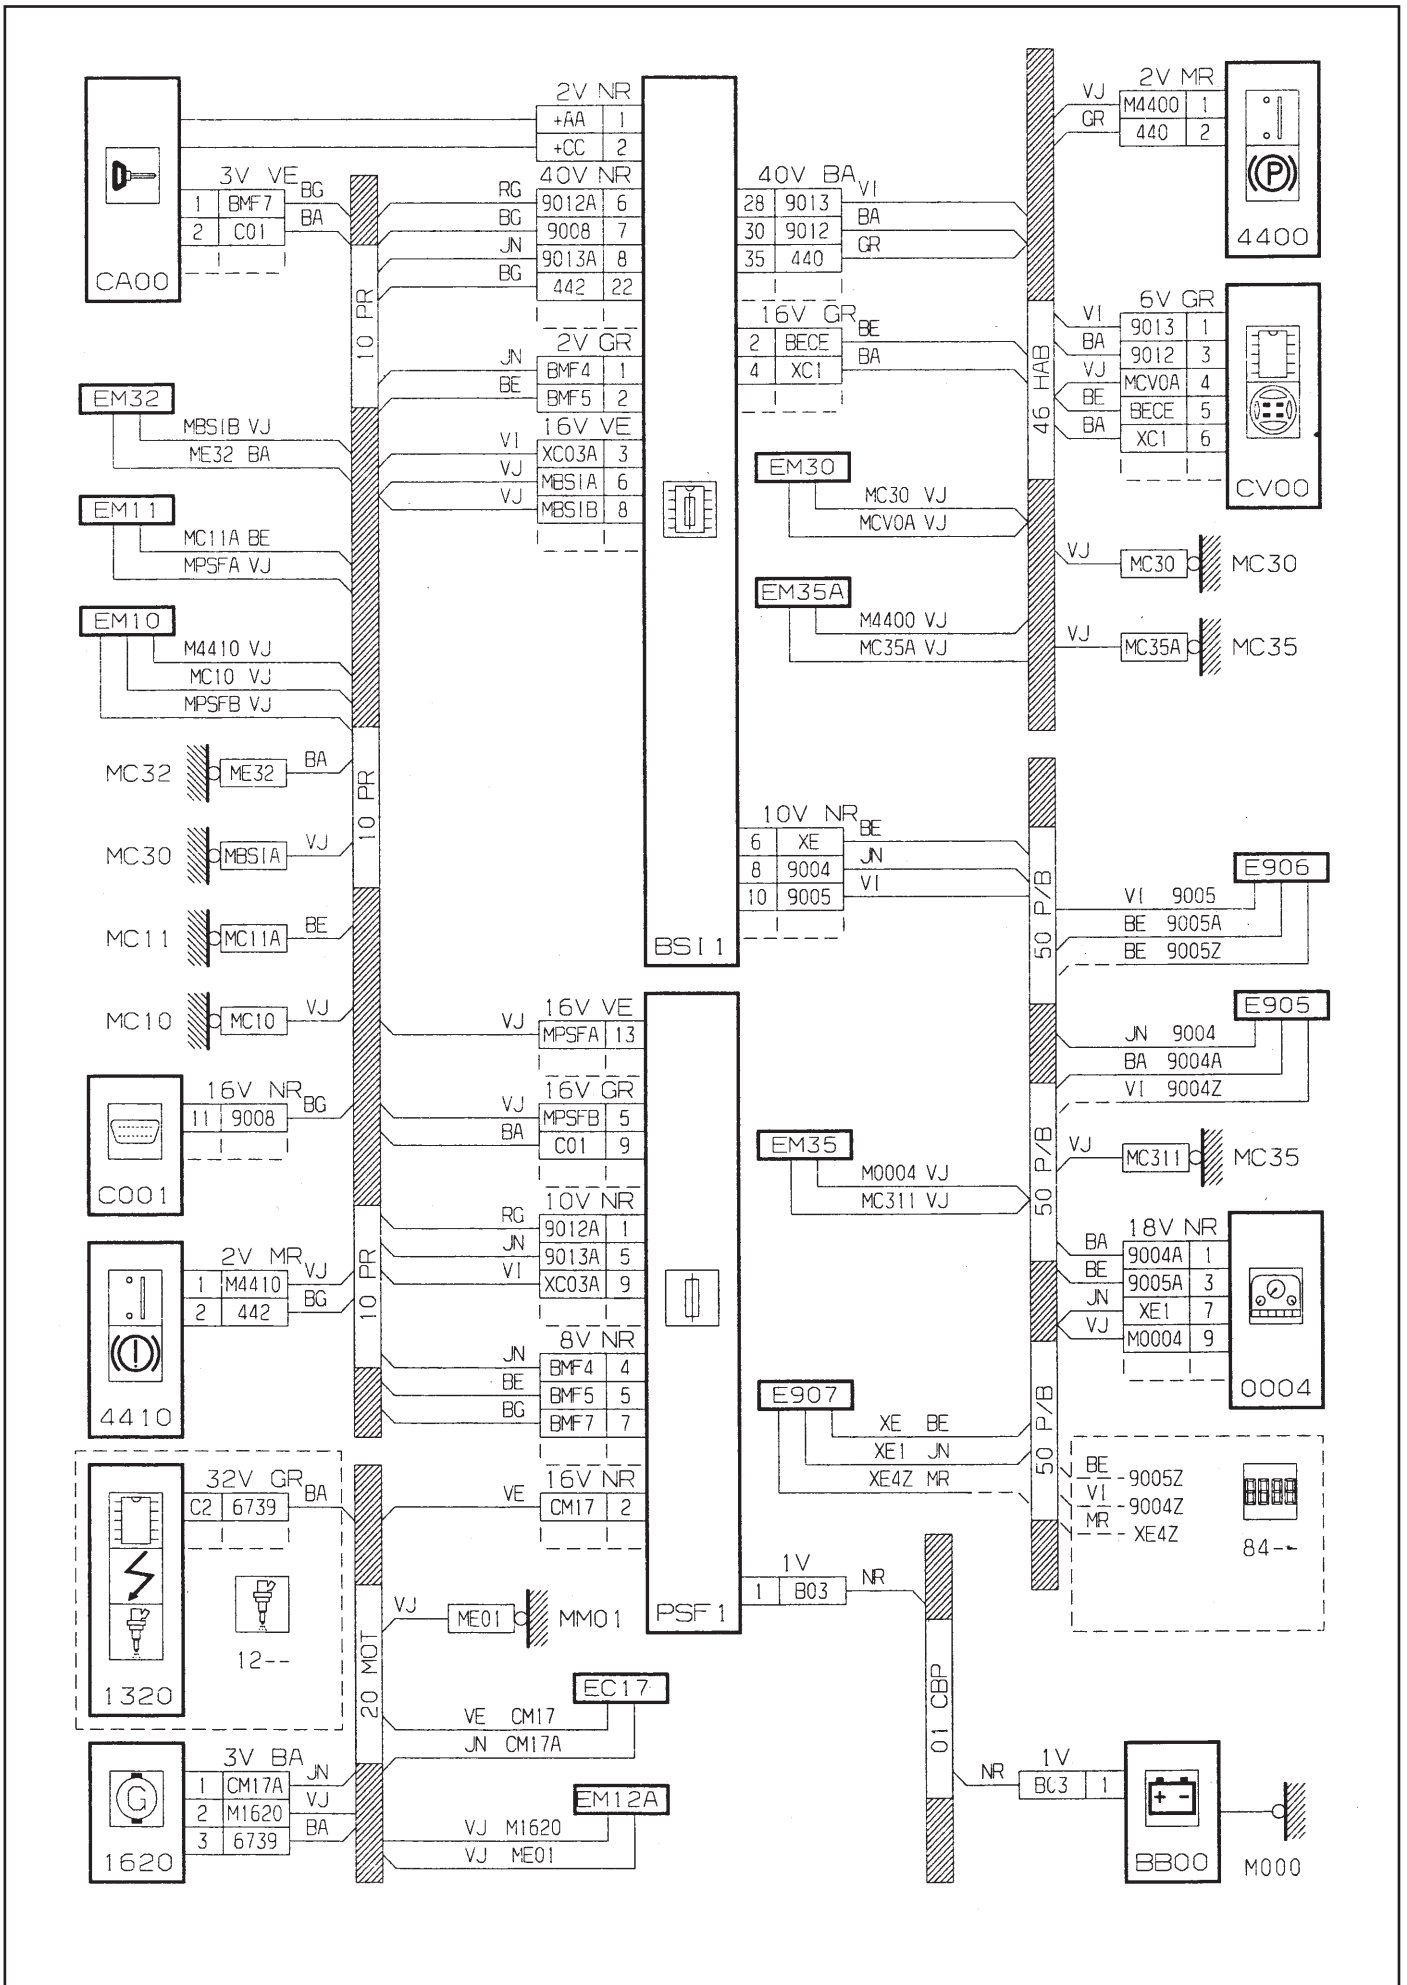 CA00
3V VE
1 BMF7 BG
2 C01 BA
2V NR
+AA 1
+CC 2
40V NR
RG 9012A 6
BG 9008 7
JN 9013A 8
BG 442 22
2V GR
JN BMF4 1
BE BMF5 2
16V VE
VI XC03A 3
VJ MBSIA 6
VJ MBSIB 8
10 PR
EM32
MBSIB VJ
ME32 BA
EM11
MC11A BE
MPSFA VJ
EM10
M4410 VJ
MC10 VJ
MPSFB VJ
MC32 ME32 BA
MC30 MBSIA VJ
MC11 MC11A BE
MC10 MC10 VJ
10 PR
BSI1
40V BA
28 9013 VI
30 9012 BA
35 440 GR
16V GR
2 BECE BE
4 XC1 BA
EM30
MC30 VJ
MCV0A VJ
EM35A
M4400 VJ
MC35A VJ
46 HAB
2V MR
VJ M4400 1
GR 440 2
4400
6V GR
VI 9013 1
BA 9012 3
VJ MCV0A 4
BE BECE 5
BA XC1 6
CV00
VJ MC30 MC30
VJ MC35A MC35
10V NR
6 XE BE
8 9004 JN
10 9005 VI
50 P/B
E906
VI 9005
BE 9005A
BE 9005Z
E905
JN 9004
BA 9004A
VI 9004Z
C001
16V NR
11 9008 BG
4410
2V MR
1 M4410 VJ
2 442 BG
10 PR
16V VE
VJ MPSFA 13
16V GR
VJ MPSFB 5
BA C01 9
10V NR
RG 9012A 1
JN 9013A 5
VI XC03A 9
8V NR
JN BMF4 4
BE BMF5 5
BG BMF7 7
16V NR
VE CM17 2
PSF1
1V
1 B03 NR
EM35
M0004 VJ
MC311 VJ
50 P/B
VJ MC311 MC35
18V NR
BA 9004A 1
BE 9005A 3
JN XE1 7
VJ M0004 9
0004
E907
XE BE
XE1 JN
XE4Z MR
50 P/B
BE 9005Z
VI 9004Z
MR XE4Z
84--
32V GR
C2 6739 BA
1320
12--
3V BA
1 CM17A JN
2 M1620 VJ
3 6739 BA
1620
20 MOT
VJ ME01 MM01
EC17
VE CM17
JN CM17A
EM12A
VJ M1620
VJ ME01
01 CBP
1V
NR B03 1
BB00
M000